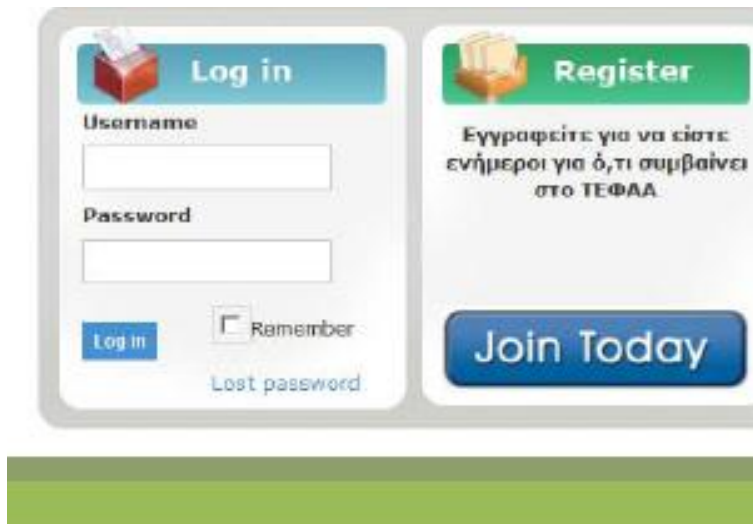 Log in
Username
Password
Log in
Remember
Lost password
Register
Εγγραφείτε για να είστε
ενήμεροι για ό,τι συμβαίνει
στο ΤΕΦΑΑ
Join Today